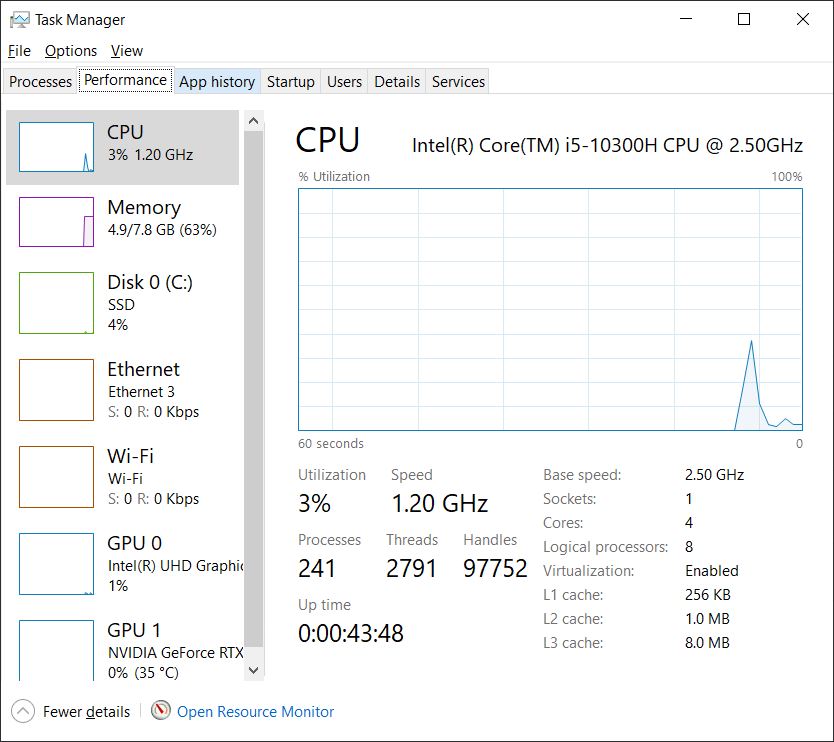 Task Manager
File Options View
Processes Performance App history Startup Users Details Services
CPU
3% 1.20 GHz
Memory
4.9/7.8 GB (63%)
Disk 0 (C:)
SSD
4%
Ethernet
Ethernet 3
S: 0 R: 0 Kbps
Wi-Fi
Wi-Fi
S: 0 R: 0 Kbps
GPU 0
Intel(R) UHD Graphic
1%
GPU 1
NVIDIA GeForce RTX
0% (35 °C)
CPU Intel(R) Core(TM) i5-10300H CPU @ 2.50GHz
% Utilization 100%
60 seconds 0
Utilization Speed
3% 1.20 GHz
Processes Threads Handles
241 2791 97752
Up time
0:00:43:48
Base speed: 2.50 GHz
Sockets: 1
Cores: 4
Logical processors: 8
Virtualization: Enabled
L1 cache: 256 KB
L2 cache: 1.0 MB
L3 cache: 8.0 MB
Fewer details Open Resource Monitor